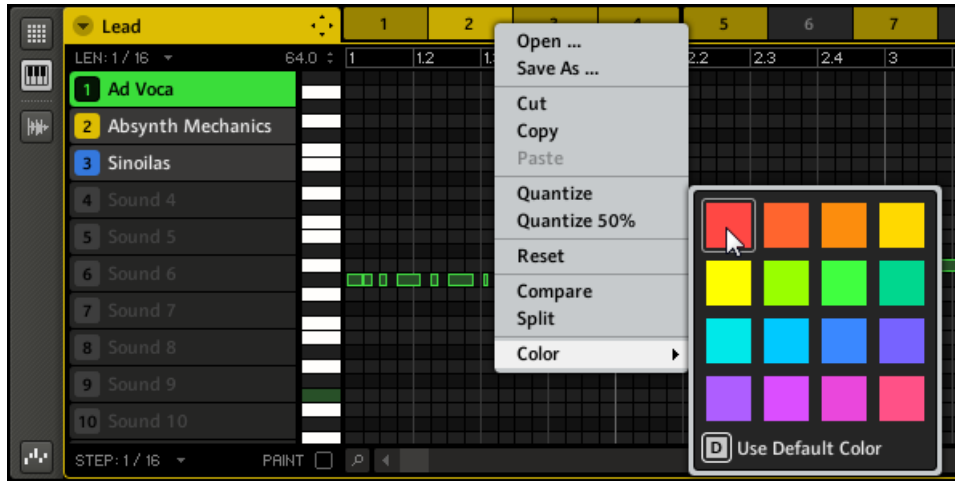 Lead
1 2 5 6 7
LEN: 1 / 16 64.0 1 1.2 2.2 2.3 2.4 3
1 Ad Voca
2 Absynth Mechanics
3 Sinoilas
4 Sound 4
5 Sound 5
6 Sound 6
7 Sound 7
8 Sound 8
9 Sound 9
10 Sound 10
STEP: 1 / 16 PAINT
Open ...
Save As ...
Cut
Copy
Paste
Quantize
Quantize 50%
Reset
Compare
Split
Color
D Use Default Color